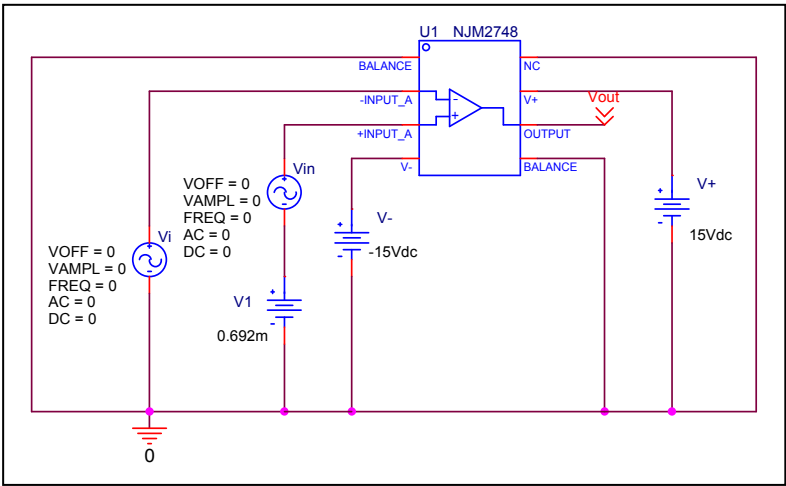 U1 NJM2748
BALANCE
NC
-INPUT_A
V+
Vout
+INPUT_A
OUTPUT
V-
BALANCE
Vin
VOFF = 0
VAMPL = 0
FREQ = 0
AC = 0
DC = 0
V+
15Vdc
V-
-15Vdc
Vi
VOFF = 0
VAMPL = 0
FREQ = 0
AC = 0
DC = 0
V1
0.692m
0